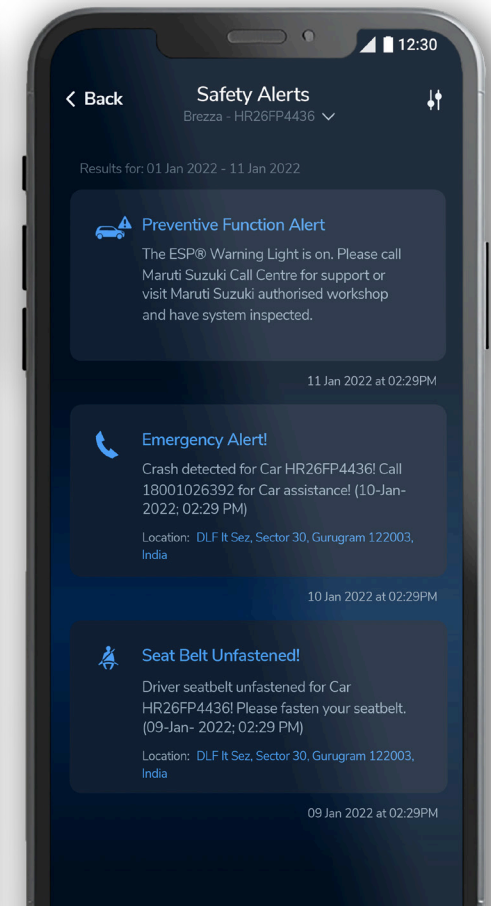 12:30
Back
Safety Alerts
Brezza - HR26FP4436
Results for: 01 Jan 2022 - 11 Jan 2022
Preventive Function Alert
The ESP® Warning Light is on. Please call
Maruti Suzuki Call Centre for support or
visit Maruti Suzuki authorised workshop
and have system inspected.
11 Jan 2022 at 02:29PM
Emergency Alert!
Crash detected for Car HR26FP4436! Call
18001026392 for Car assistance! (10-Jan-
2022; 02:29 PM)
Location: DLF It Sez, Sector 30, Gurugram 122003,
India
10 Jan 2022 at 02:29PM
Seat Belt Unfastened!
Driver seatbelt unfastened for Car
HR26FP4436! Please fasten your seatbelt.
(09-Jan- 2022; 02:29 PM)
Location: DLF It Sez, Sector 30, Gurugram 122003,
India
09 Jan 2022 at 02:29PM